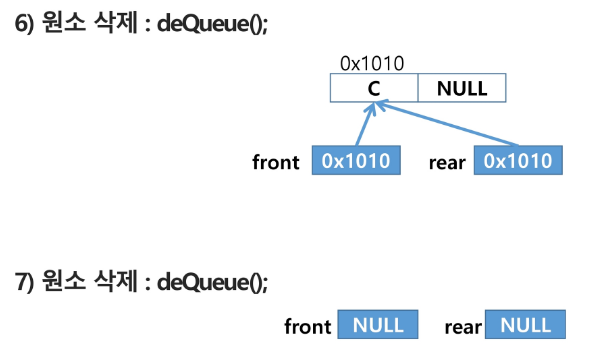 6) 원소 삭제 : deQueue();
0x1010
C NULL
front 0x1010 rear 0x1010
7) 원소 삭제 : deQueue();
front NULL rear NULL